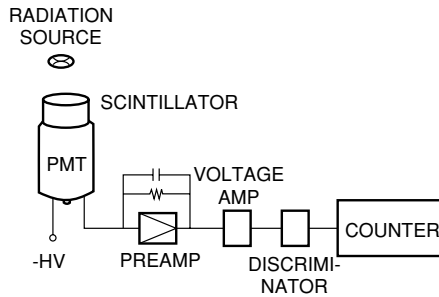 RADIATION
SOURCE
SCINTILLATOR
PMT
VOLTAGE
AMP
-HV
PREAMP
DISCRIMI-
NATOR
COUNTER